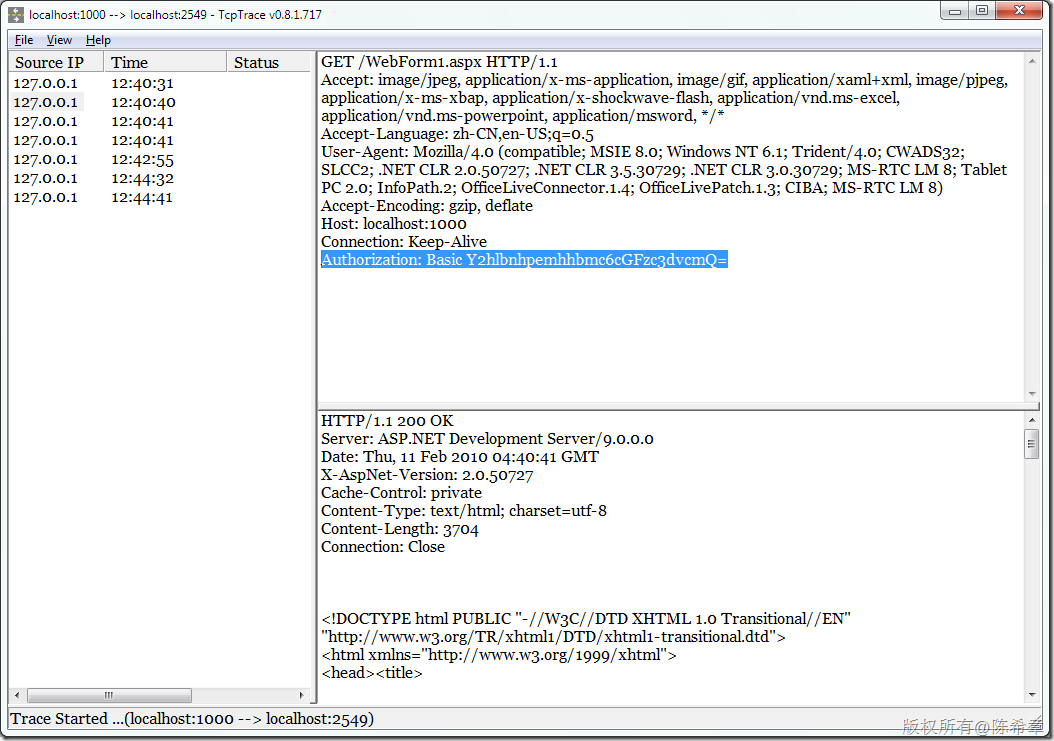 localhost:1000 --> localhost:2549 - TcpTrace v0.8.1.717
File View Help
Source IP Time Status
127.0.0.1 12:40:31
127.0.0.1 12:40:40
127.0.0.1 12:40:41
127.0.0.1 12:40:41
127.0.0.1 12:42:55
127.0.0.1 12:44:32
127.0.0.1 12:44:41
GET /WebForm1.aspx HTTP/1.1
Accept: image/jpeg, application/x-ms-application, image/gif, application/xaml+xml, image/pjpeg,
application/x-ms-xbap, application/x-shockwave-flash, application/vnd.ms-excel,
application/vnd.ms-powerpoint, application/msword, */*
Accept-Language: zh-CN,en-US;q=0.5
User-Agent: Mozilla/4.0 (compatible; MSIE 8.0; Windows NT 6.1; Trident/4.0; CWADS32;
SLCC2; .NET CLR 2.0.50727; .NET CLR 3.5.30729; .NET CLR 3.0.30729; MS-RTC LM 8; Tablet
PC 2.0; InfoPath.2; OfficeLiveConnector.1.4; OfficeLivePatch.1.3; CIBA; MS-RTC LM 8)
Accept-Encoding: gzip, deflate
Host: localhost:1000
Connection: Keep-Alive
Authorization: Basic Y2hlbnhpemhhbmc6cGFzc3dvcmQ=
HTTP/1.1 200 OK
Server: ASP.NET Development Server/9.0.0.0
Date: Thu, 11 Feb 2010 04:40:41 GMT
X-AspNet-Version: 2.0.50727
Cache-Control: private
Content-Type: text/html; charset=utf-8
Content-Length: 3704
Connection: Close
<!DOCTYPE html PUBLIC "-//W3C//DTD XHTML 1.0 Transitional//EN"
"http://www.w3.org/TR/xhtml1/DTD/xhtml1-transitional.dtd">
<html xmlns="http://www.w3.org/1999/xhtml">
<head><title>
Trace Started ...(localhost:1000 --> localhost:2549)
版权所有@陈希章